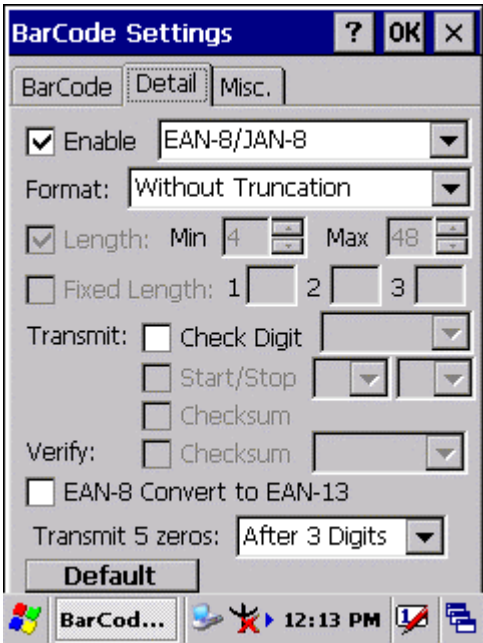 BarCode Settings ? OK ×
BarCode Detail Misc.
Enable EAN-8/JAN-8
Format: Without Truncation
Length: Min 4 Max 48
Fixed Length: 1 2 3
Transmit: Check Digit
Start/Stop
Checksum
Verify: Checksum
EAN-8 Convert to EAN-13
Transmit 5 zeros: After 3 Digits
Default
BarCod... 12:13 PM